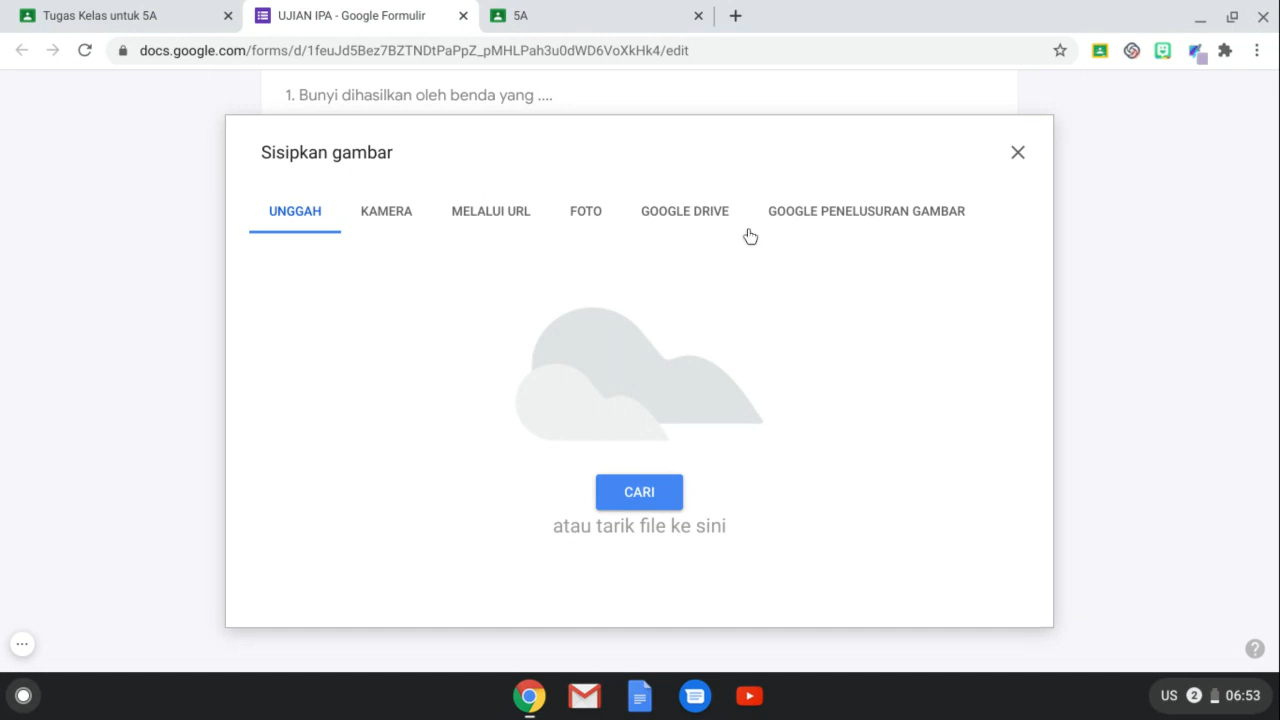 Tugas Kelas untuk 5A
UJIAN IPA - Google Formulir
5A
docs.google.com/forms/d/1feuJd5Bez7BZTNDtPaPpZ_pMHLPah3u0dWD6VoXkHk4/edit
1. Bunyi dihasilkan oleh benda yang ....
Sisipkan gambar
UNGGAH KAMERA MELALUI URL FOTO GOOGLE DRIVE GOOGLE PENELUSURAN GAMBAR
CARI
atau tarik file ke sini
US 2 06:53